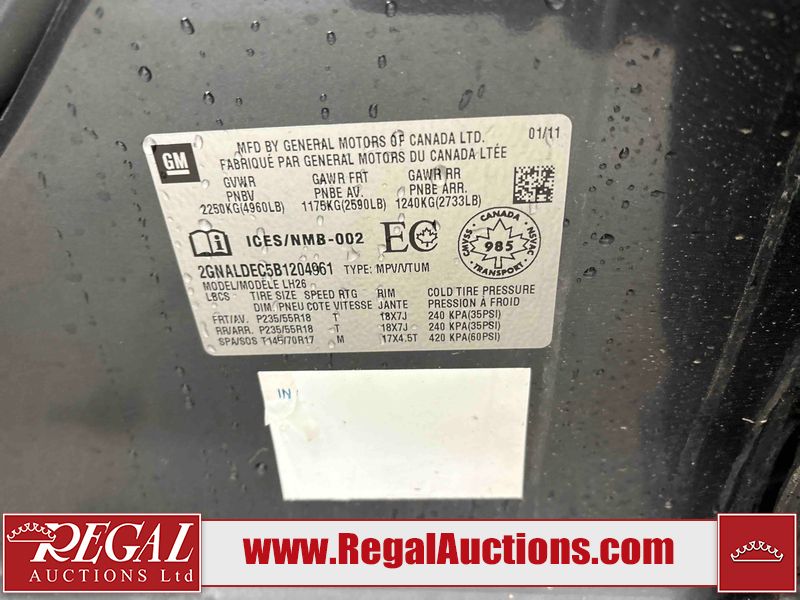 GM
MFD BY GENERAL MOTORS OF CANADA LTD. 01/11
FABRIQUÉ PAR GENERAL MOTORS DU CANADA LTÉE
GVWR GAWR FRT GAWR RR
PNBV PNBE AV. PNBE ARR.
2250KG(4960LB) 1175KG(2590LB) 1240KG(2733LB)
ICES/NMB-002 EC
CANADA
CMVSS 985 NSVAC
TRANSPORT
2GNALDEC5B1204961 TYPE: MPV/VTUM
MODEL/MODÈLE LH26
LBCS TIRE SIZE SPEED RTG RIM COLD TIRE PRESSURE
DIM. PNEU COTE VITESSE JANTE PRESSION À FROID
FRT/AV. P235/55R18 T 18X7J 240 KPA(35PSI)
RR/ARR. P235/55R18 T 18X7J 240 KPA(35PSI)
SPA/SOS T145/70R17 M 17X4.5T 420 KPA(60PSI)
IN
REGAL
AUCTIONS Ltd
www.RegalAuctions.com